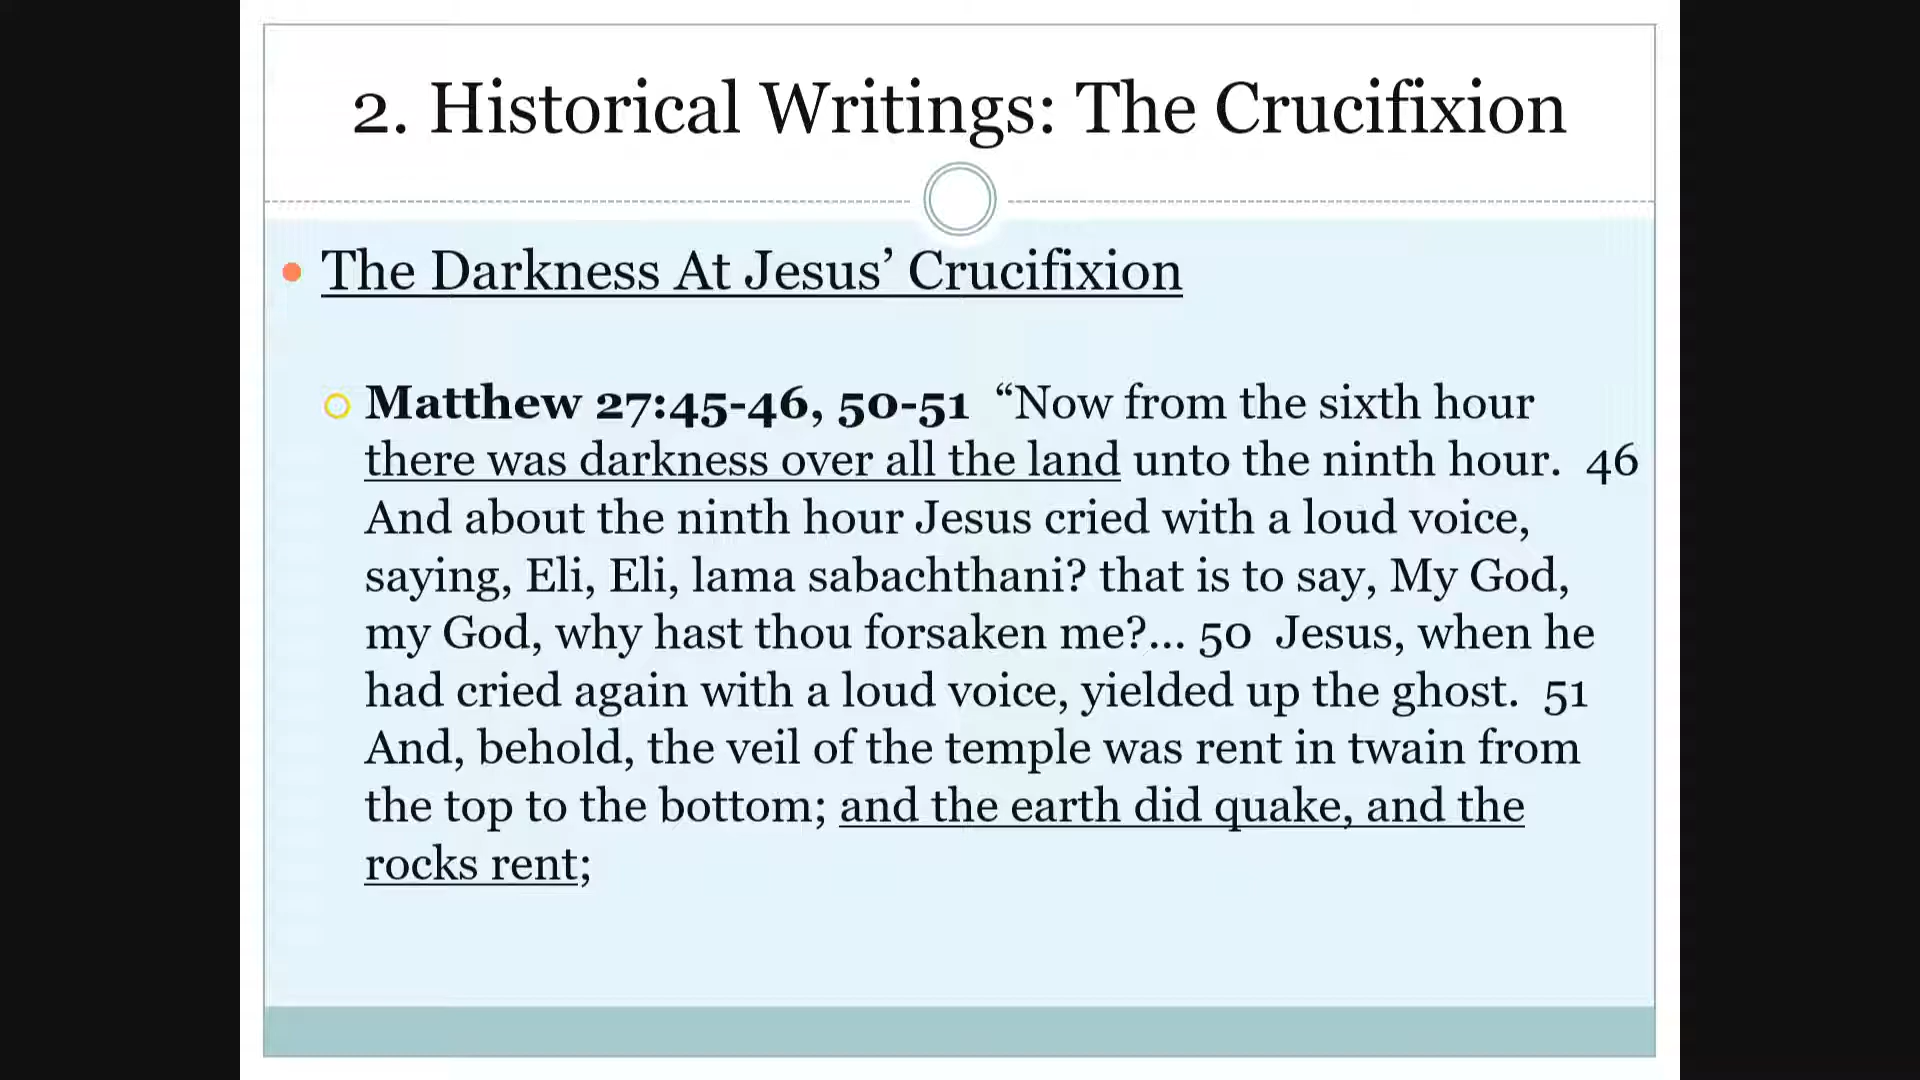 2. Historical Writings: The Crucifixion
The Darkness At Jesus’ Crucifixion
Matthew 27:45-46, 50-51 “Now from the sixth hour
there was darkness over all the land unto the ninth hour. 46
And about the ninth hour Jesus cried with a loud voice,
saying, Eli, Eli, lama sabachthani? that is to say, My God,
my God, why hast thou forsaken me?... 50 Jesus, when he
had cried again with a loud voice, yielded up the ghost. 51
And, behold, the veil of the temple was rent in twain from
the top to the bottom; and the earth did quake, and the
rocks rent;